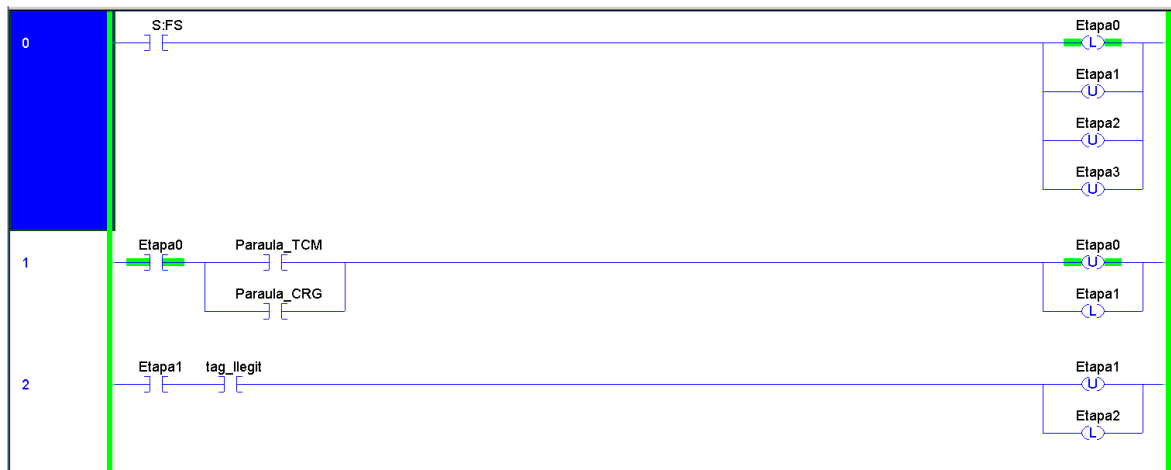 S:FS Etapa0
0 L
Etapa1
U
Etapa2
U
Etapa3
U
Etapa0 Paraula_TCM Etapa0
1 U
Paraula_CRG Etapa1
L
Etapa1 tag_llegit Etapa1
2 U
Etapa2
L